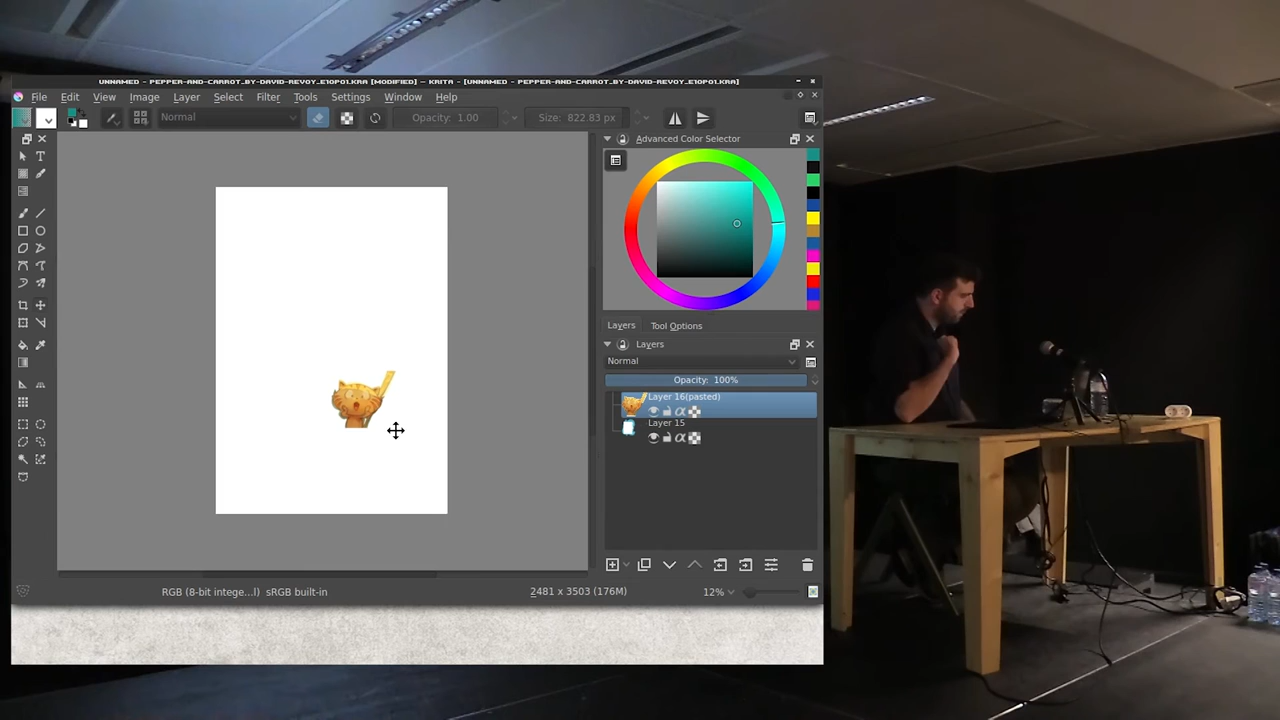 UNNAMED - PEPPER-AND-CARROT_BY-DAVID-REVOY_E10P01.KRA [MODIFIED] – KRITA - [UNNAMED - PEPPER-AND-CARROT_BY-DAVID-REVOY_E10P01.KRA]
File Edit View Image Layer Select Filter Tools Settings Window Help
Normal Opacity: 1.00 Size: 822.83 px
Advanced Color Selector
Layers Tool Options
Layers
Normal
Opacity: 100%
Layer 16(pasted)
Layer 15
RGB (8-bit intege...l) sRGB built-in 2481 x 3503 (176M) 12%